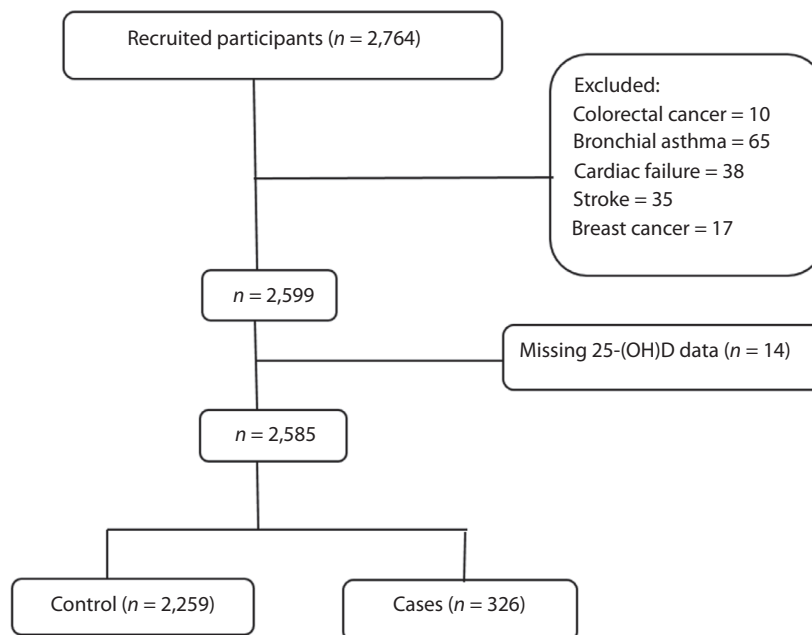 Recruited participants (n = 2,764)
Excluded:
Colorectal cancer = 10
Bronchial asthma = 65
Cardiac failure = 38
Stroke = 35
Breast cancer = 17
n = 2,599
Missing 25-(OH)D data (n = 14)
n = 2,585
Control (n = 2,259)
Cases (n = 326)